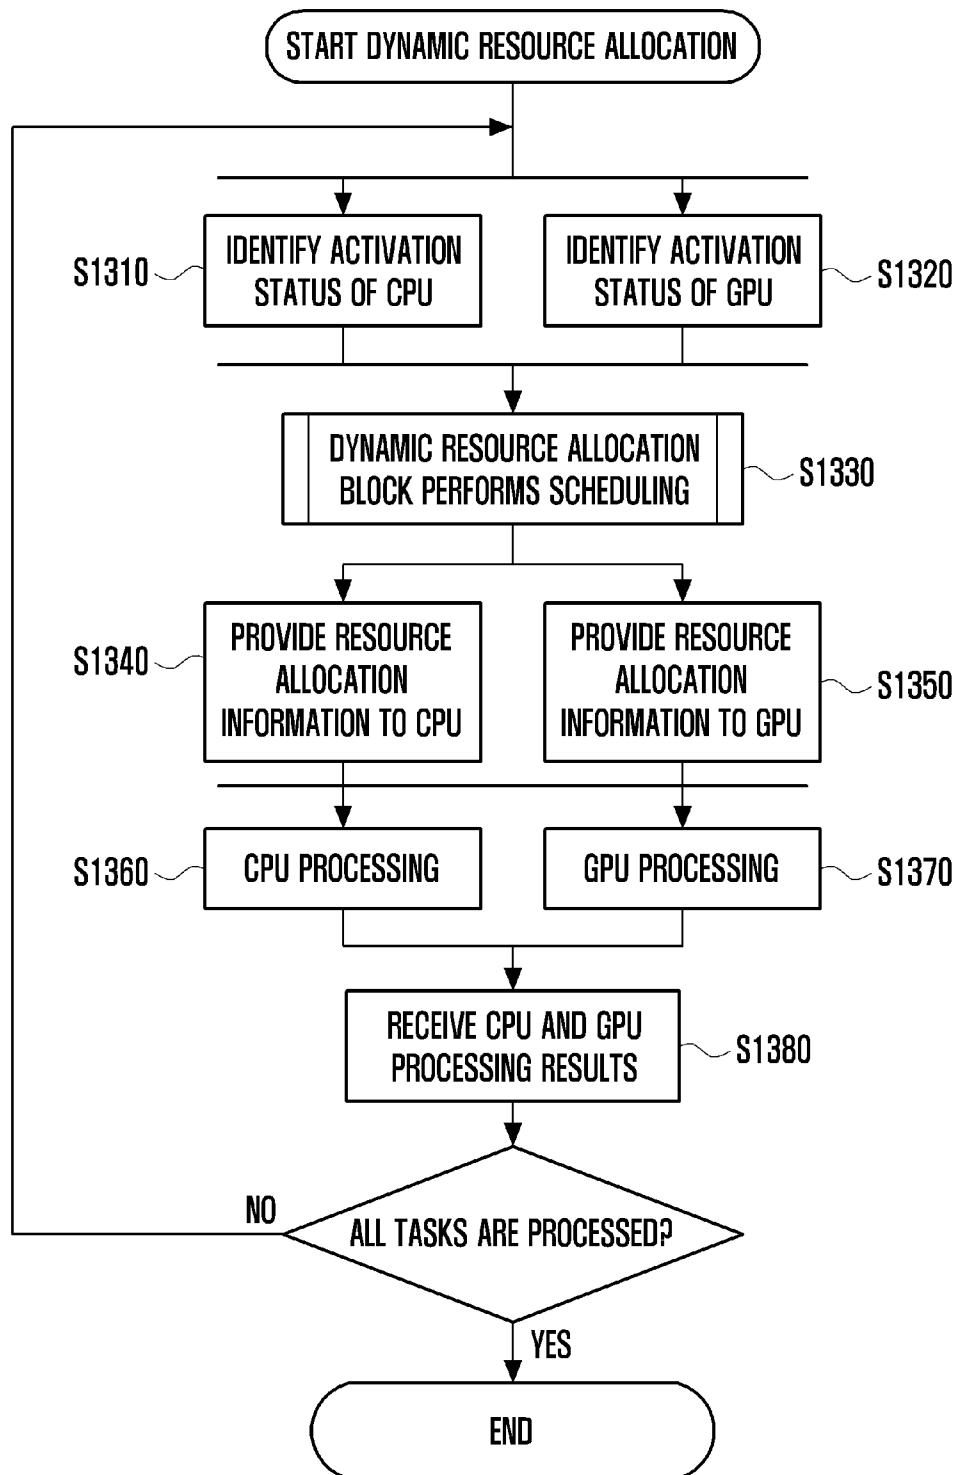 START DYNAMIC RESOURCE ALLOCATION
S1310
IDENTIFY ACTIVATION
STATUS OF CPU
IDENTIFY ACTIVATION
STATUS OF GPU
S1320
DYNAMIC RESOURCE ALLOCATION
BLOCK PERFORMS SCHEDULING
S1330
S1340
PROVIDE RESOURCE
ALLOCATION
INFORMATION TO CPU
PROVIDE RESOURCE
ALLOCATION
INFORMATION TO GPU
S1350
S1360
CPU PROCESSING
GPU PROCESSING
S1370
RECEIVE CPU AND GPU
PROCESSING RESULTS
S1380
NO
ALL TASKS ARE PROCESSED?
YES
END